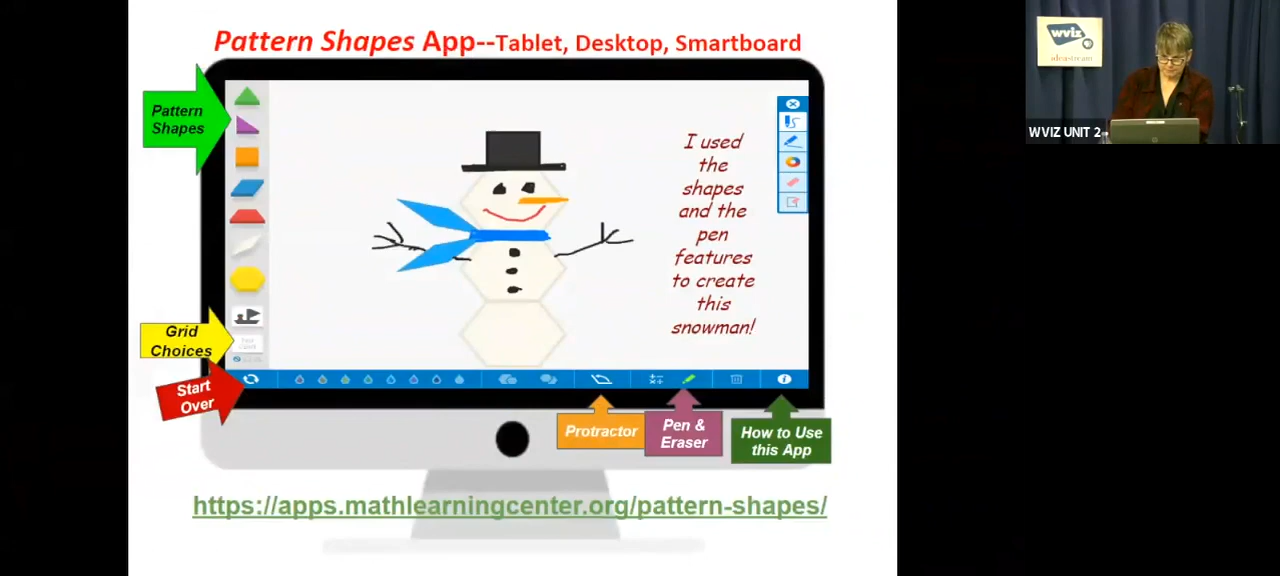 Pattern Shapes App--Tablet, Desktop, Smartboard
wviz
ideastream
WVIZ UNIT 2
Pattern
Shapes
I used
the
shapes
and the
pen
features
to create
this
snowman!
Grid
Choices
Start
Over
Protractor
Pen &
Eraser
How to Use
this App
https://apps.mathlearningcenter.org/pattern-shapes/